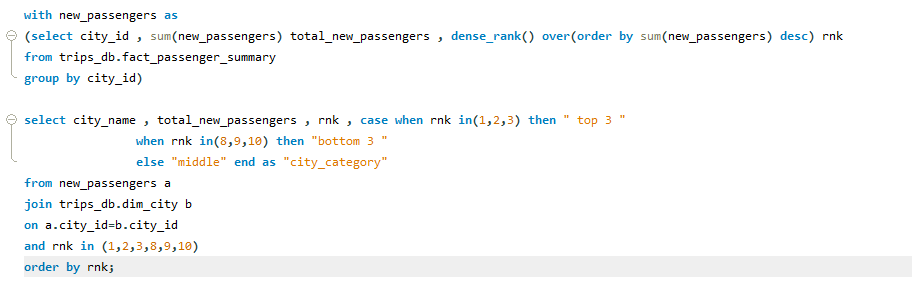 with new_passengers as
(select city_id , sum(new_passengers) total_new_passengers , dense_rank() over(order by sum(new_passengers) desc) rnk
from trips_db.fact_passenger_summary
group by city_id)
select city_name , total_new_passengers , rnk , case when rnk in(1,2,3) then " top 3 "
when rnk in(8,9,10) then "bottom 3 "
else "middle" end as "city_category"
from new_passengers a
join trips_db.dim_city b
on a.city_id=b.city_id
and rnk in (1,2,3,8,9,10)
order by rnk;